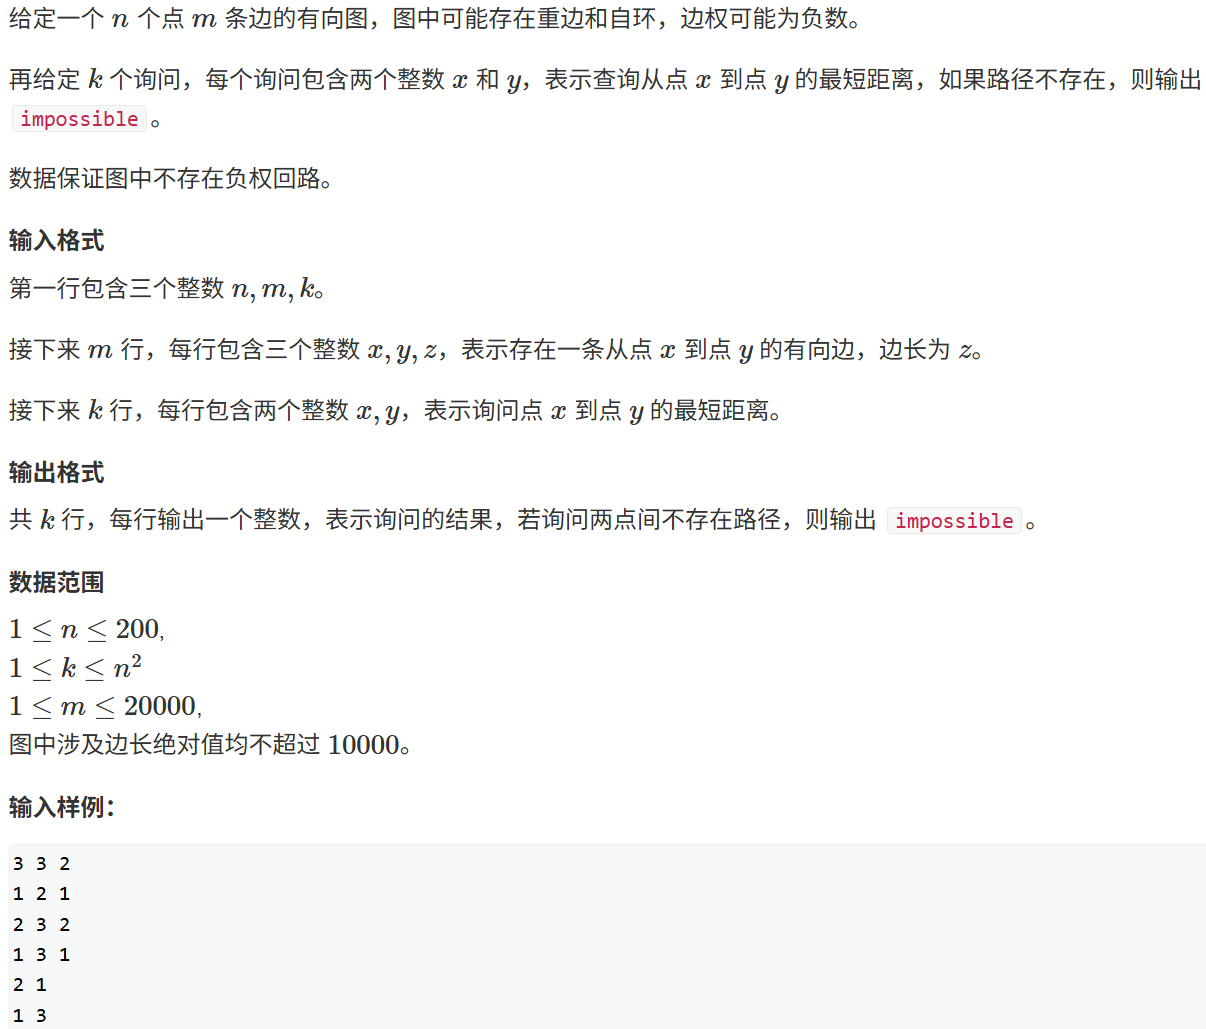 给定一个 n 个点 m 条边的有向图，图中可能存在重边和自环，边权可能为负数。
再给定 k 个询问，每个询问包含两个整数 x 和 y，表示查询从点 x 到点 y 的最短距离，如果路径不存在，则输出
impossible 。
数据保证图中不存在负权回路。
输入格式
第一行包含三个整数 n, m, k。
接下来 m 行，每行包含三个整数 x, y, z，表示存在一条从点 x 到点 y 的有向边，边长为 z。
接下来 k 行，每行包含两个整数 x, y，表示询问点 x 到点 y 的最短距离。
输出格式
共 k 行，每行输出一个整数，表示询问的结果，若询问两点间不存在路径，则输出 impossible 。
数据范围
1 ≤ n ≤ 200,
1 ≤ k ≤ n²
1 ≤ m ≤ 20000,
图中涉及边长绝对值均不超过 10000。
输入样例：
3 3 2
1 2 1
2 3 2
1 3 1
2 1
1 3